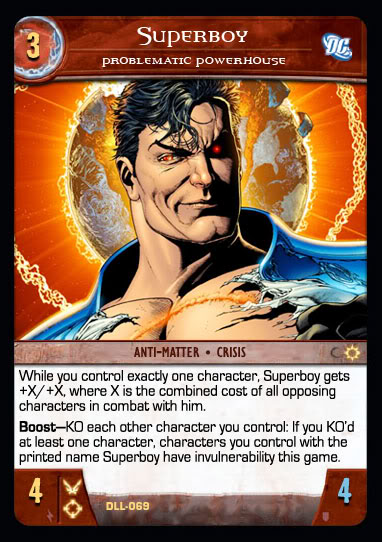 3
Superboy
Problematic Powerhouse
DC
ANTI-MATTER • CRISIS
C
While you control exactly one character, Superboy gets
+X/+X, where X is the combined cost of all opposing
characters in combat with him.
Boost—KO each other character you control: If you KO'd
at least one character, characters you control with the
printed name Superboy have invulnerability this game.
4
DLL-069
4